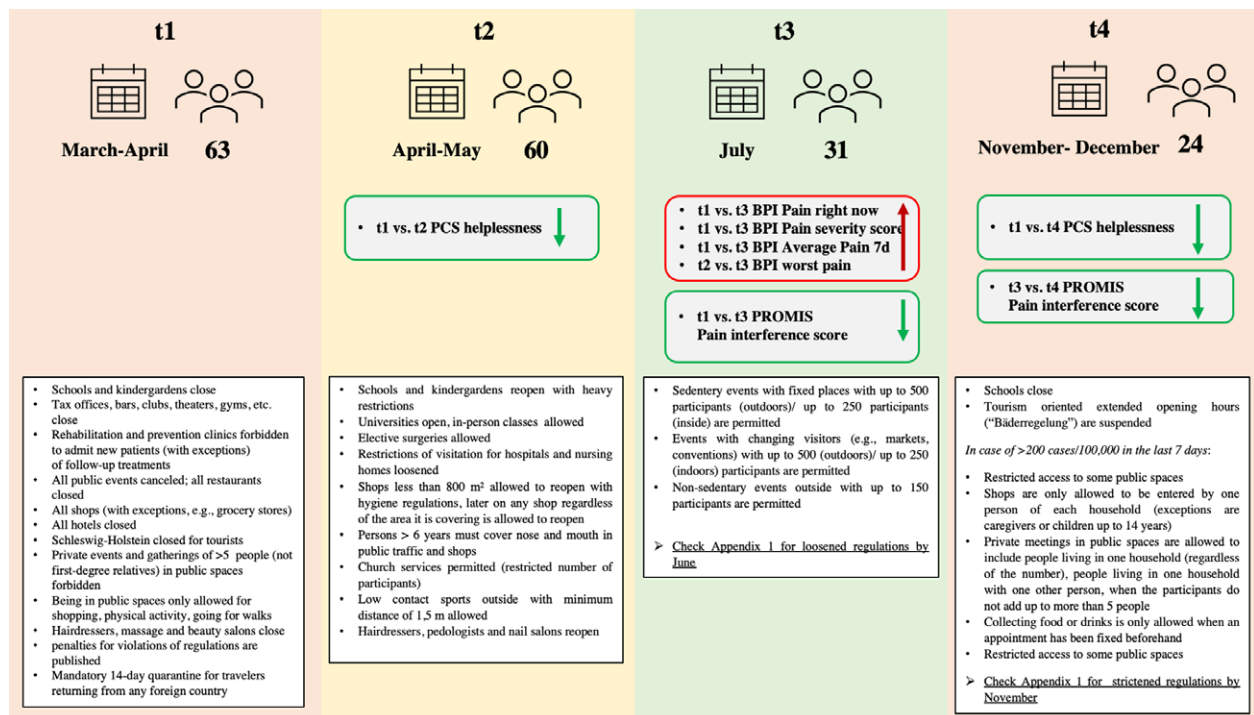 t1
March-April 63
• Schools and kindergardens close
• Tax offices, bars, clubs, theaters, gyms, etc.
close
• Rehabilitation and prevention clinics forbidden
to admit new patients (with exceptions)
of follow-up treatments
• All public events canceled; all restaurants
closed
• All shops (with exceptions, e.g., grocery stores)
• All hotels closed
• Schleswig-Holstein closed for tourists
• Private events and gatherings of >5 people (not
first-degree relatives) in public spaces
forbidden
• Being in public spaces only allowed for
shopping, physical activity, going for walks
• Hairdressers, massage and beauty salons close
• penalties for violations of regulations are
published
• Mandatory 14-day quarantine for travelers
returning from any foreign country
t2
April-May 60
• t1 vs. t2 PCS helplessness
• Schools and kindergardens reopen with heavy
restrictions
• Universities open, in-person classes allowed
• Elective surgeries allowed
• Restrictions of visitation for hospitals and nursing
homes loosened
• Shops less than 800 m² allowed to reopen with
hygiene regulations, later on any shop regardless
of the area it is covering is allowed to reopen
• Persons > 6 years must cover nose and mouth in
public traffic and shops
• Church services permitted (restricted number of
participants)
• Low contact sports outside with minimum
distance of 1,5 m allowed
• Hairdressers, pedologists and nail salons reopen
t3
July 31
• t1 vs. t3 BPI Pain right now
• t1 vs. t3 BPI Pain severity score
• t1 vs. t3 BPI Average Pain 7d
• t2 vs. t3 BPI worst pain
• t1 vs. t3 PROMIS
Pain interference score
• Sedentery events with fixed places with up to 500
participants (outdoors)/ up to 250 participants
(inside) are permitted
• Events with changing visitors (e.g., markets,
conventions) with up to 500 (outdoors)/ up to 250
(indoors) participants are permitted
• Non-sedentary events outside with up to 150
participants are permitted
➢ Check Appendix 1 for loosened regulations by
June
t4
November- December 24
• t1 vs. t4 PCS helplessness
• t3 vs. t4 PROMIS
Pain interference score
• Schools close
• Tourism oriented extended opening hours
(“Bäderregelung”) are suspended
In case of >200 cases/100,000 in the last 7 days:
• Restricted access to some public spaces
• Shops are only allowed to be entered by one
person of each household (exceptions are
caregivers or children up to 14 years)
• Private meetings in public spaces are allowed to
include people living in one household (regardless
of the number), people living in one household
with one other person, when the participants do
not add up to more than 5 people
• Collecting food or drinks is only allowed when an
appointment has been fixed beforehand
• Restricted access to some public spaces
➢ Check Appendix 1 for strictened regulations by
November